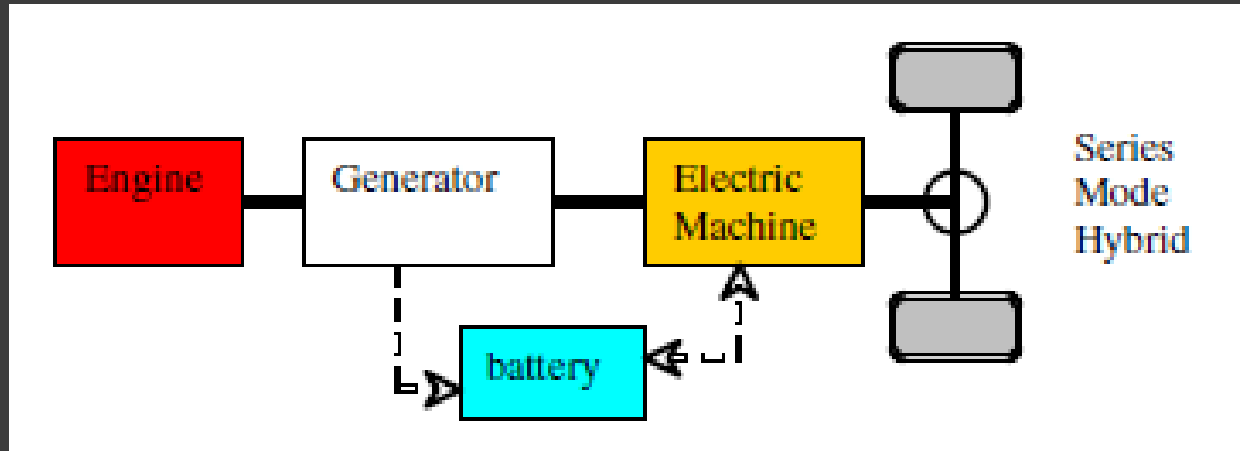 Engine
Generator
Electric
Machine
battery
Series
Mode
Hybrid